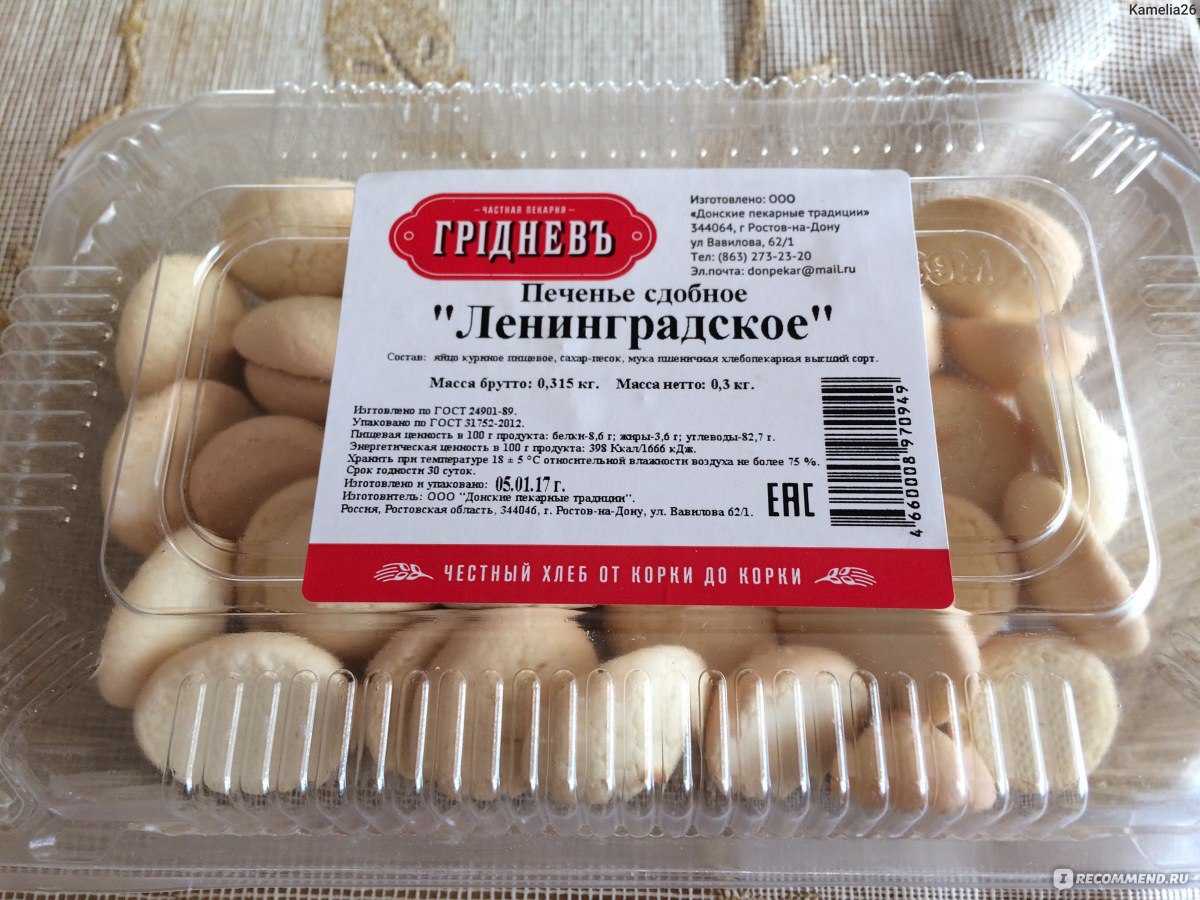 Kamelia26
ЧАСТНАЯ ПЕКАРНЯ
ГРIДНЕВЪ
Изготовлено: ООО
«Донские пекарные традиции»
344064, г Ростов-на-Дону
ул Вавилова, 62/1
Тел: (863) 273-23-20
Эл.почта: donpekar@mail.ru
Печенье сдобное
"Ленинградское"
Состав: яйцо куриное пищевое, сахар-песок, мука пшеничная хлебопекарная высший сорт.
Масса брутто: 0,315 кг. Масса нетто: 0,3 кг.
Изгтовлено по ГОСТ 24901-89.
Упаковано по ГОСТ 31752-2012.
Пищевая ценность в 100 г продукта: белки-8,6 г; жиры-3,6 г; углеводы-82,7 г.
Энергетическая ценность в 100 г продукта: 398 Ккал/1666 кДж.
Хранить при температуре 18 ± 5 °С относительной влажности воздуха не более 75 %.
Срок годности 30 суток.
Изготовлено и упаковано: 05.01.17 г.
Изготовитель: ООО "Донские пекарные традиции".
Россия, Ростовская область, 344046, г. Ростов-на-Дону, ул. Вавилова 62/1.
EAC
4 660008 970949
ЧЕСТНЫЙ ХЛЕБ ОТ КОРКИ ДО КОРКИ
I RECOMMEND.RU